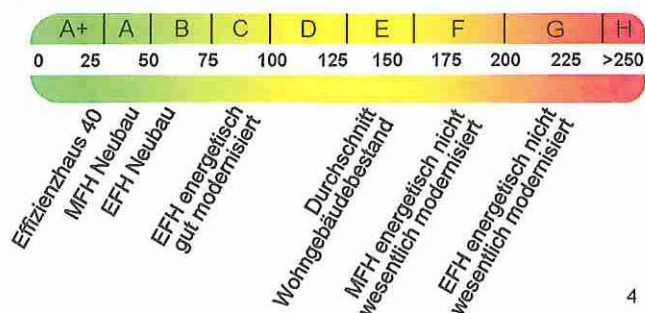 A+ A B C D E F G H
0 25 50 75 100 125 150 175 200 225 >250
Effizienzhaus 40
MFH Neubau
EFH Neubau
EFH energetisch
gut modernisiert
Durchschnitt
Wohngebäudebestand
MFH energetisch nicht
wesentlich modernisiert
EFH energetisch nicht
wesentlich modernisiert
4